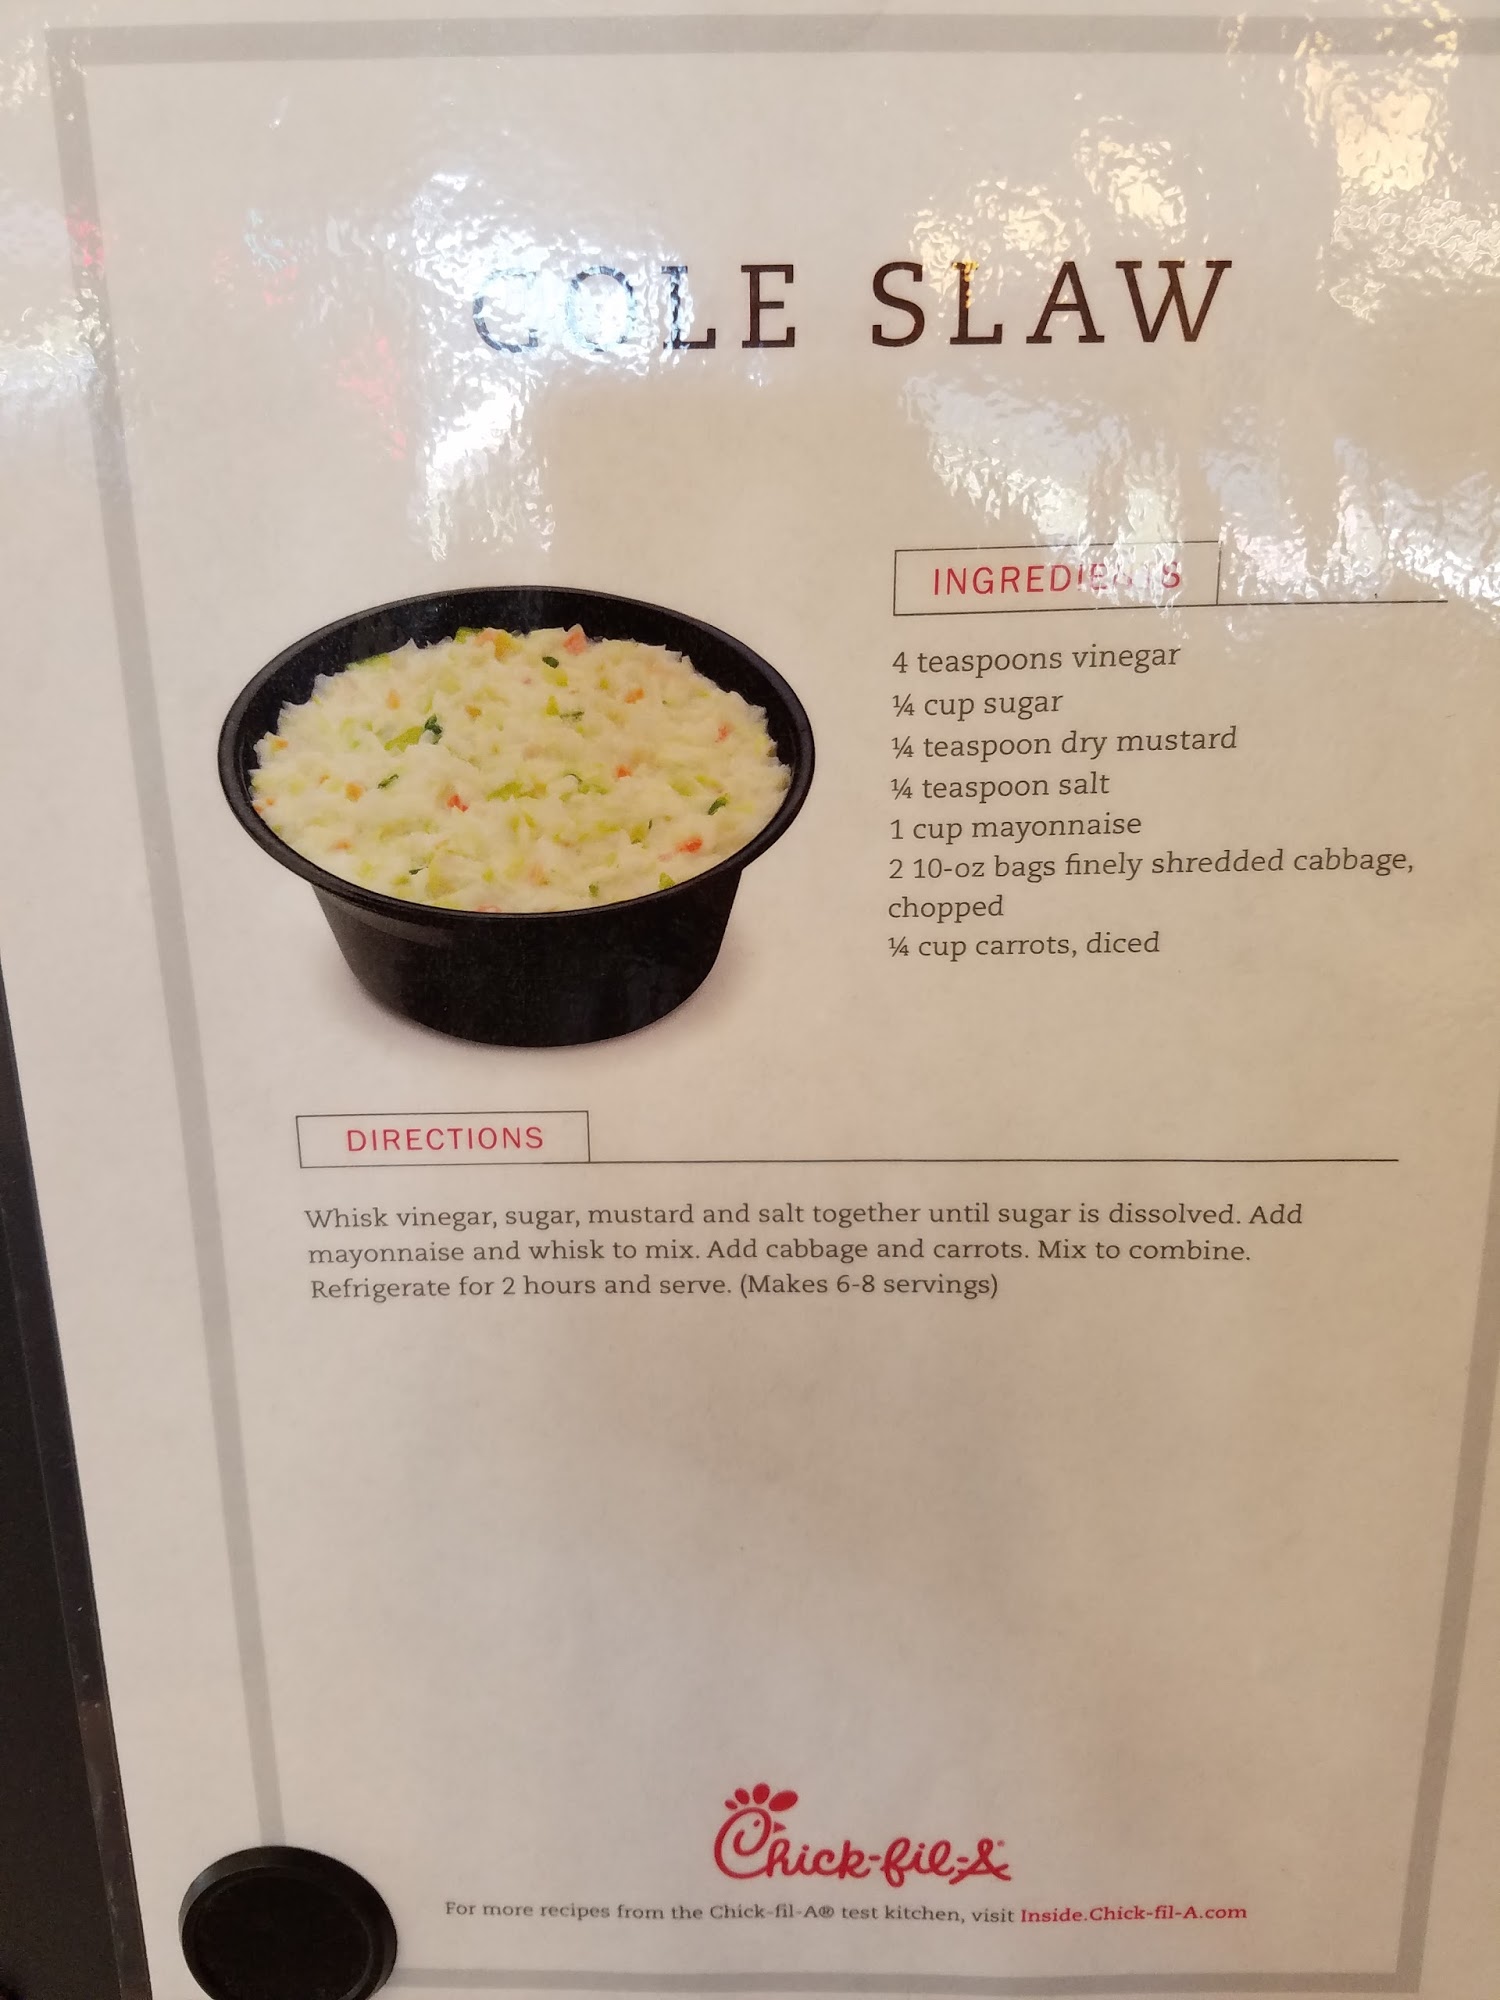 COLE SLAW
INGREDIENTS
4 teaspoons vinegar
¼ cup sugar
¼ teaspoon dry mustard
¼ teaspoon salt
1 cup mayonnaise
2 10-oz bags finely shredded cabbage,
chopped
¼ cup carrots, diced
DIRECTIONS
Whisk vinegar, sugar, mustard and salt together until sugar is dissolved. Add
mayonnaise and whisk to mix. Add cabbage and carrots. Mix to combine.
Refrigerate for 2 hours and serve. (Makes 6-8 servings)
Chick-fil-A
For more recipes from the Chick-fil-A® test kitchen, visit Inside.Chick-fil-A.com